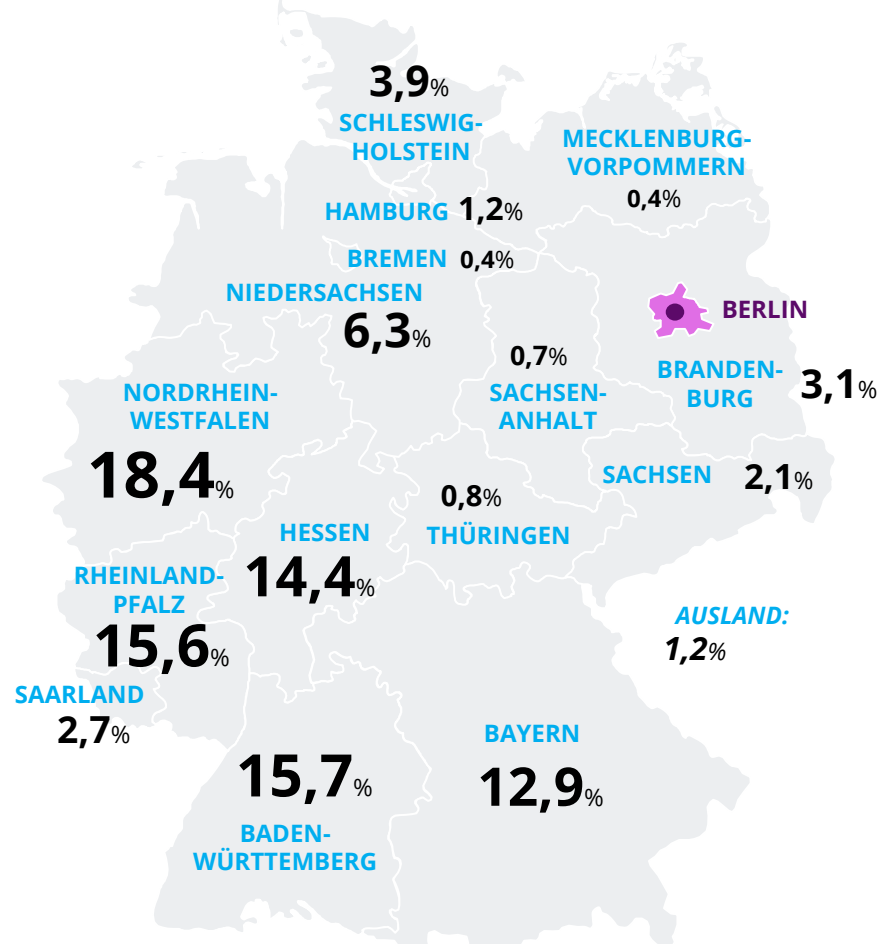 3,9%
SCHLESWIG-
HOLSTEIN
MECKLENBURG-
VORPOMMERN
0,4%
HAMBURG 1,2%
BREMEN 0,4%
NIEDERSACHSEN
6,3%
BERLIN
0,7%
SACHSEN-
ANHALT
BRANDEN-
BURG
3,1%
NORDRHEIN-
WESTFALEN
18,4%
SACHSEN 2,1%
0,8%
THÜRINGEN
HESSEN
14,4%
RHEINLAND-
PFALZ
15,6%
AUSLAND:
1,2%
SAARLAND
2,7%
BAYERN
12,9%
15,7%
BADEN-
WÜRTTEMBERG